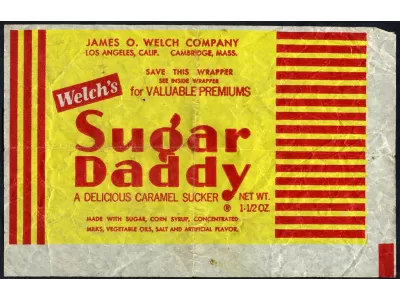 JAMES O. WELCH COMPANY
LOS ANGELES, CALIF. CAMBRIDGE, MASS.
SAVE THIS WRAPPER
SEE INSIDE WRAPPER
for VALUABLE PREMIUMS
Welch's
Sugar
Daddy
A DELICIOUS CARAMEL SUCKER
NET WT.
® 1-1/2 OZ.
MADE WITH SUGAR, CORN SYRUP, CONCENTRATED
MILKS, VEGETABLE OILS, SALT AND ARTIFICIAL FLAVOR.